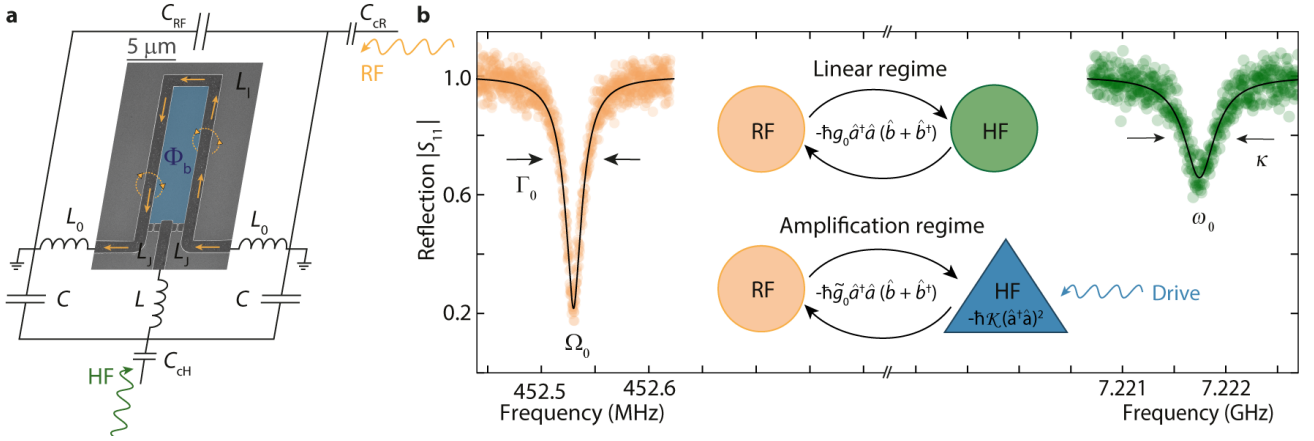 a
C_RF
C_cR
5 μm
RF
L_l
Φ_b
L_0
L_0
L_J
L_J
C
L
C
C_cH
HF
b
Reflection |S_11|
1.0
0.6
0.2
Γ_0
Ω_0
Linear regime
RF
-ħg_0â†â (b̂ + b̂†)
HF
Amplification regime
RF
-ħg̃_0â†â (b̂ + b̂†)
HF
-ħ𝒦(â†â)²
Drive
κ
ω_0
452.5
452.6
7.221
7.222
Frequency (MHz)
Frequency (GHz)